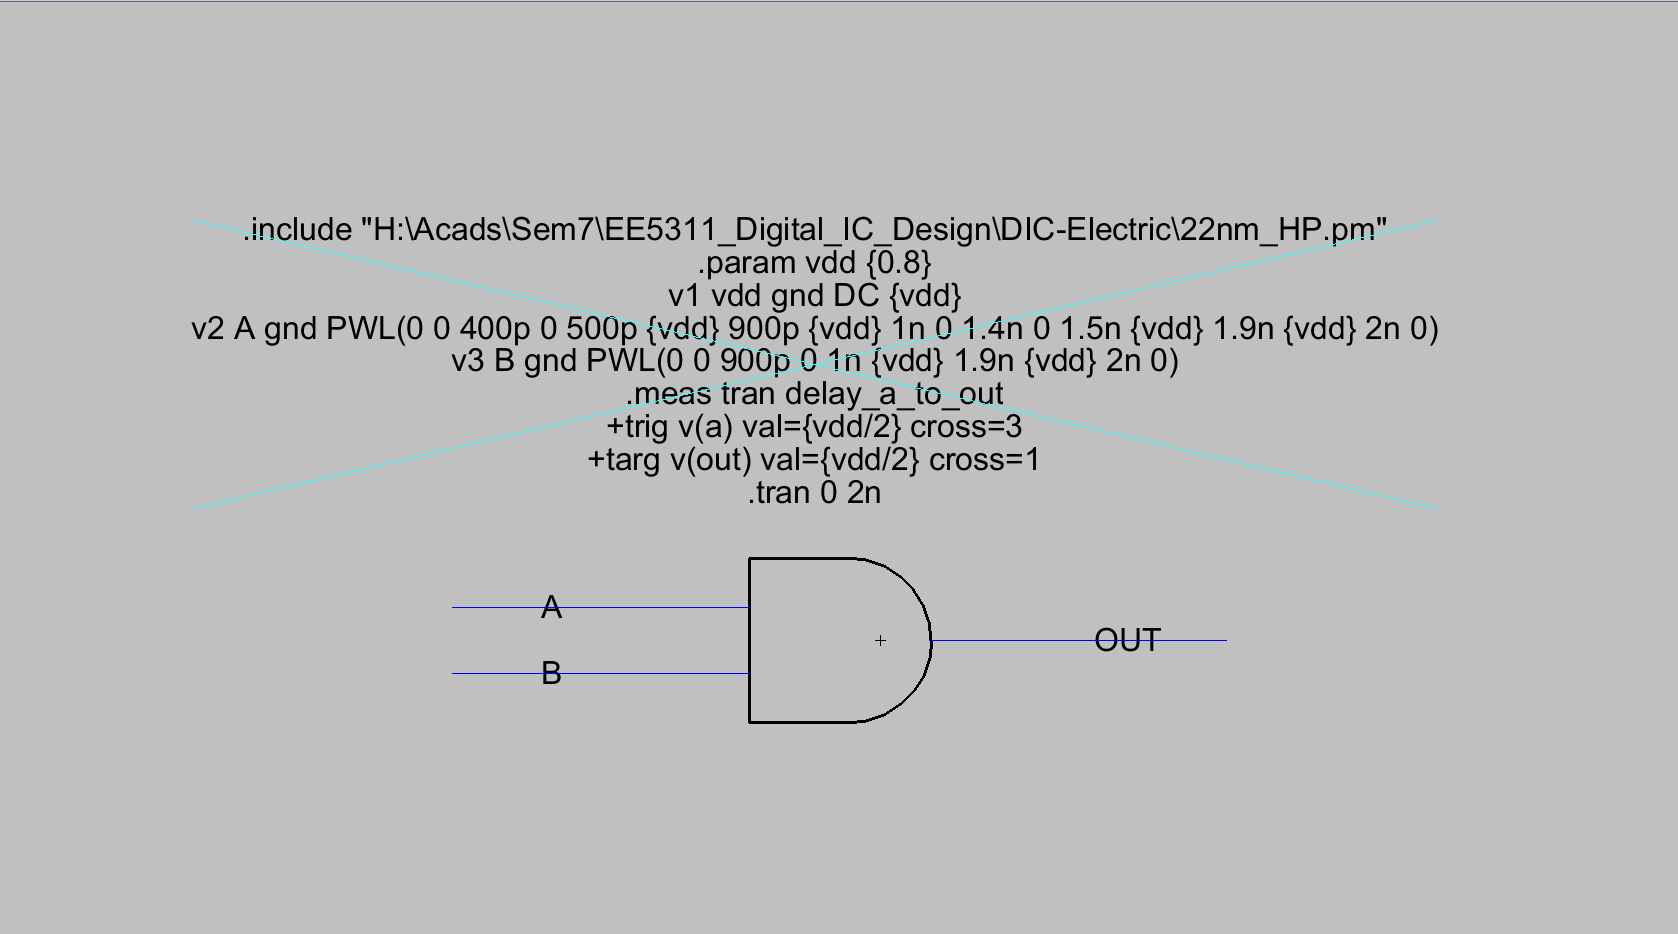 .include "H:\Acads\Sem7\EE5311_Digital_IC_Design\DIC-Electric\22nm_HP.pm"
.param vdd {0.8}
v1 vdd gnd DC {vdd}
v2 A gnd PWL(0 0 400p 0 500p {vdd} 900p {vdd} 1n 0 1.4n 0 1.5n {vdd} 1.9n {vdd} 2n 0)
v3 B gnd PWL(0 0 900p 0 1n {vdd} 1.9n {vdd} 2n 0)
.meas tran delay_a_to_out
+trig v(a) val={vdd/2} cross=3
+targ v(out) val={vdd/2} cross=1
.tran 0 2n
A
OUT
B